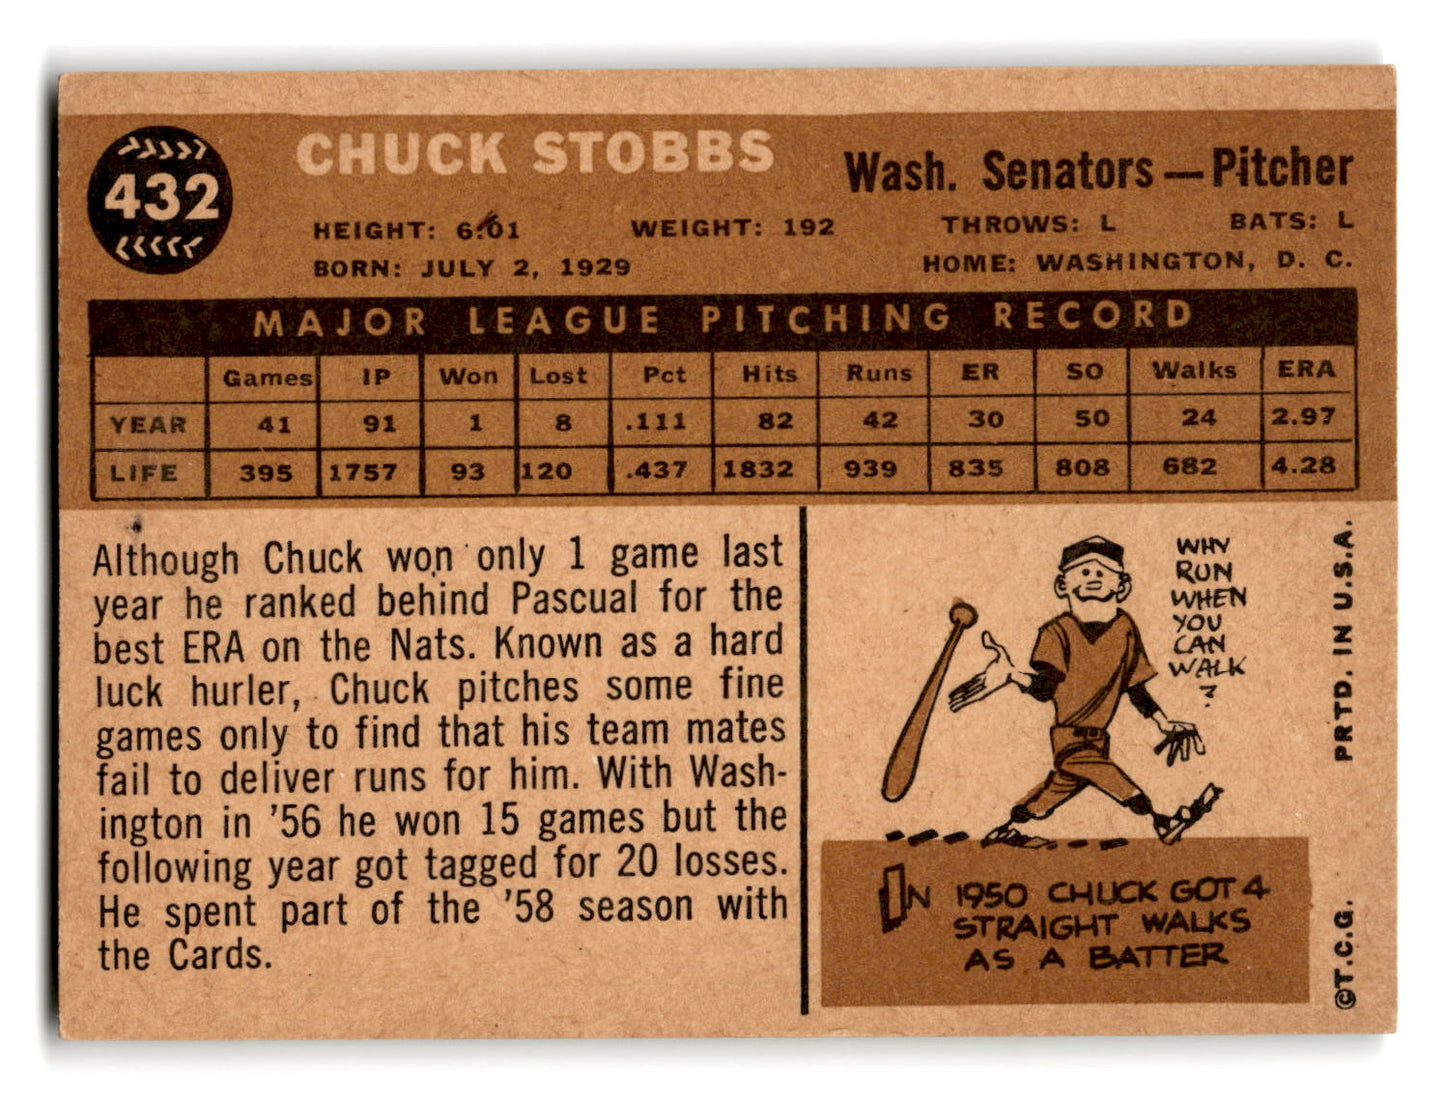 432
CHUCK STOBBS
Wash. Senators — Pitcher
HEIGHT: 6:01 WEIGHT: 192 THROWS: L BATS: L
BORN: JULY 2, 1929 HOME: WASHINGTON, D. C.
MAJOR LEAGUE PITCHING RECORD
Games IP Won Lost Pct Hits Runs ER SO Walks ERA
YEAR 41 91 1 8 .111 82 42 30 50 24 2.97
LIFE 395 1757 93 120 .437 1832 939 835 808 682 4.28
Although Chuck won only 1 game last
year he ranked behind Pascual for the
best ERA on the Nats. Known as a hard
luck hurler, Chuck pitches some fine
games only to find that his team mates
fail to deliver runs for him. With Wash-
ington in '56 he won 15 games but the
following year got tagged for 20 losses.
He spent part of the '58 season with
the Cards.
WHY
RUN
WHEN
YOU
CAN
WALK
?
IN 1950 CHUCK GOT 4
STRAIGHT WALKS
AS A BATTER
©T.C.G. PRTD. IN U.S.A.